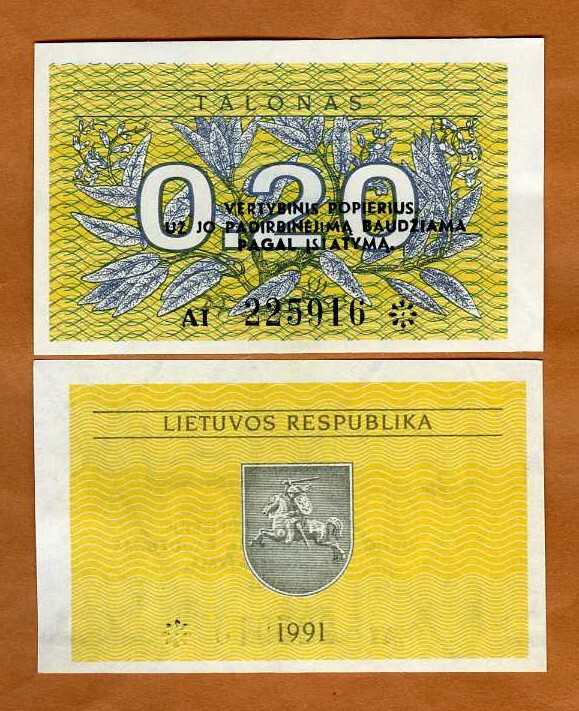 TALONAS
0.20
VERTYBINIS POPIERIUS.
UŽ JO PADIRBINĖJIMĄ BAUDŽIAMA
PAGAL ĮSTATYMĄ.
AI 225916
LIETUVOS RESPUBLIKA
1991